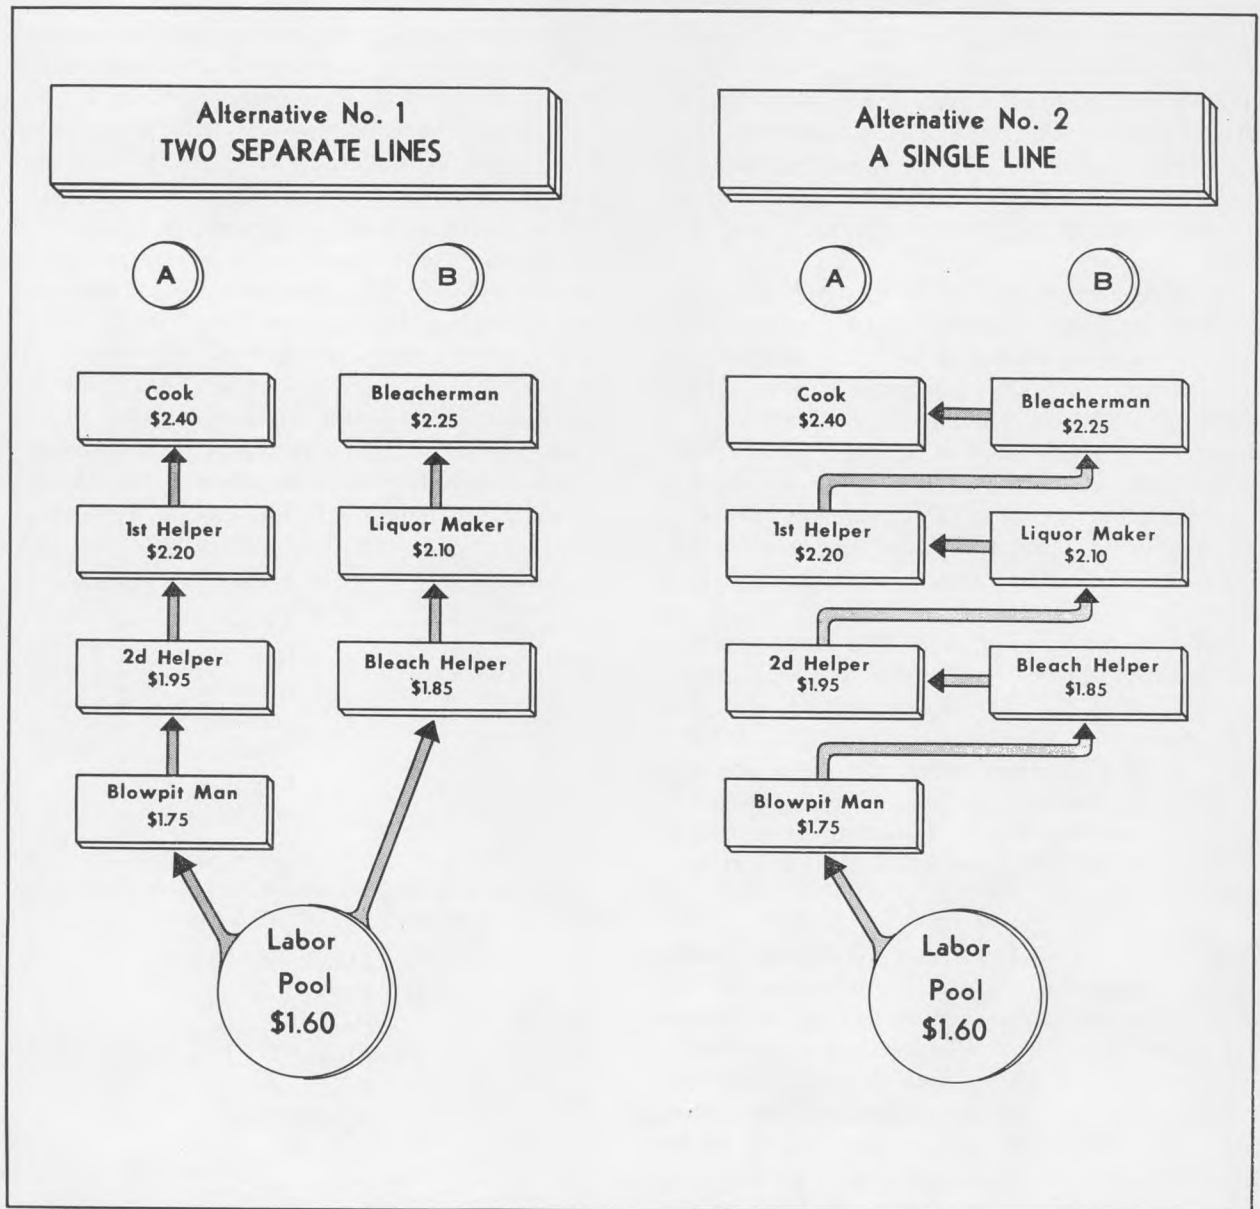 Alternative No. 1
TWO SEPARATE LINES
A
B
Cook
$2.40
Bleacherman
$2.25
1st Helper
$2.20
Liquor Maker
$2.10
2d Helper
$1.95
Bleach Helper
$1.85
Blowpit Man
$1.75
Labor
Pool
$1.60
Alternative No. 2
A SINGLE LINE
A
B
Cook
$2.40
Bleacherman
$2.25
1st Helper
$2.20
Liquor Maker
$2.10
2d Helper
$1.95
Bleach Helper
$1.85
Blowpit Man
$1.75
Labor
Pool
$1.60